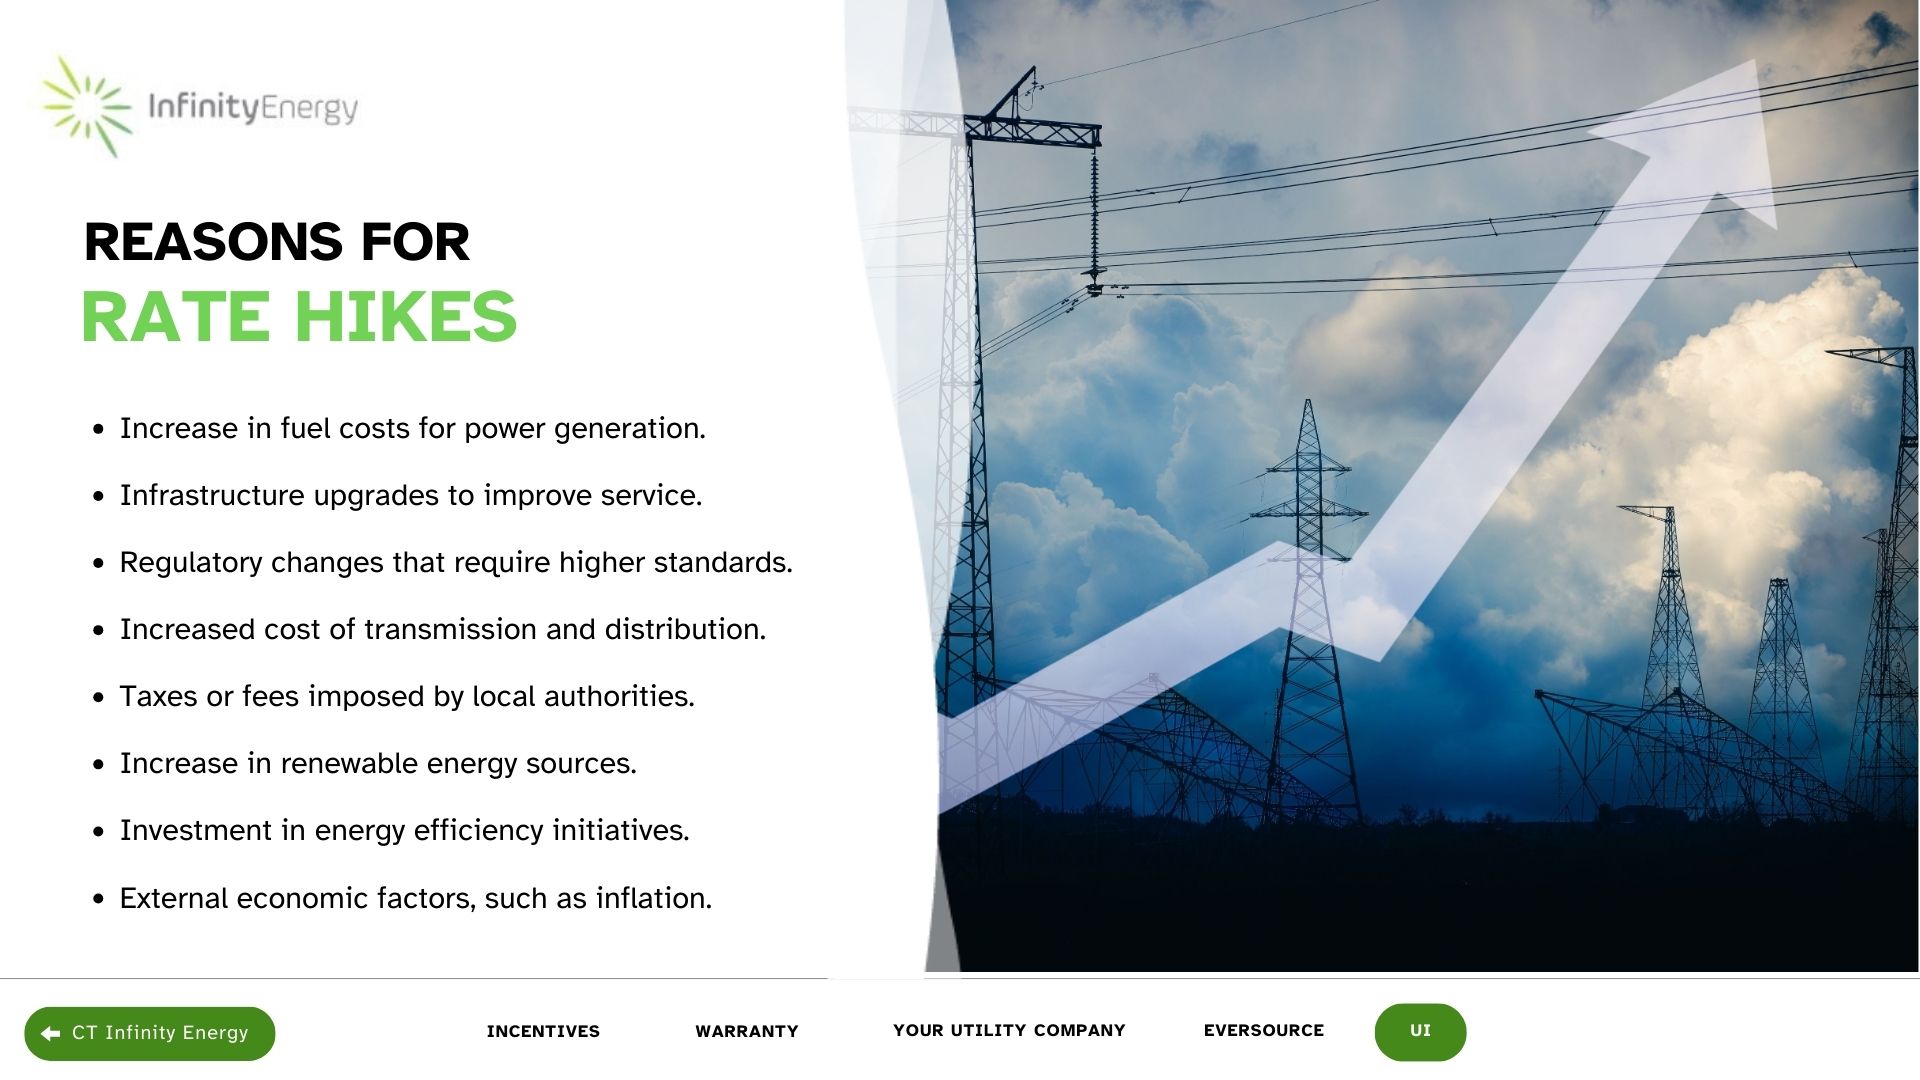 InfinityEnergy
REASONS FOR
RATE HIKES
• Increase in fuel costs for power generation.
• Infrastructure upgrades to improve service.
• Regulatory changes that require higher standards.
• Increased cost of transmission and distribution.
• Taxes or fees imposed by local authorities.
• Increase in renewable energy sources.
• Investment in energy efficiency initiatives.
• External economic factors, such as inflation.
CT Infinity Energy
INCENTIVES
WARRANTY
YOUR UTILITY COMPANY
EVERSOURCE
UI